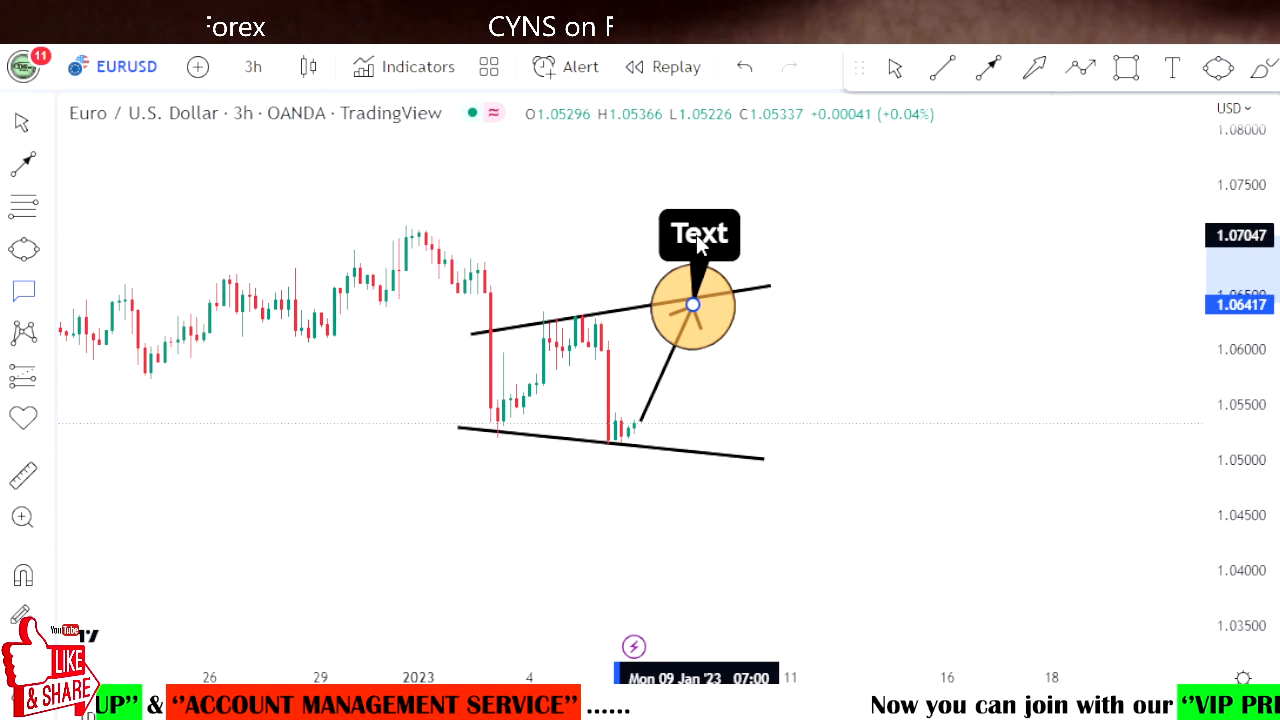 Forex CYNS on F
11 EURUSD 3h Indicators Alert Replay
Euro / U.S. Dollar · 3h · OANDA · TradingView O1.05296 H1.05366 L1.05226 C1.05337 +0.00041 (+0.04%)
USD
1.08000
1.07500
Text
1.07047
1.06417
1.06000
1.05500
1.05000
1.04500
1.04000
1.03500
26 29 2023 4 Mon 09 Jan '23 07:00 11 16 18
YouTube
LIKE
& SHARE
UP" & "ACCOUNT MANAGEMENT SERVICE" ...... Now you can join with our "VIP PRE